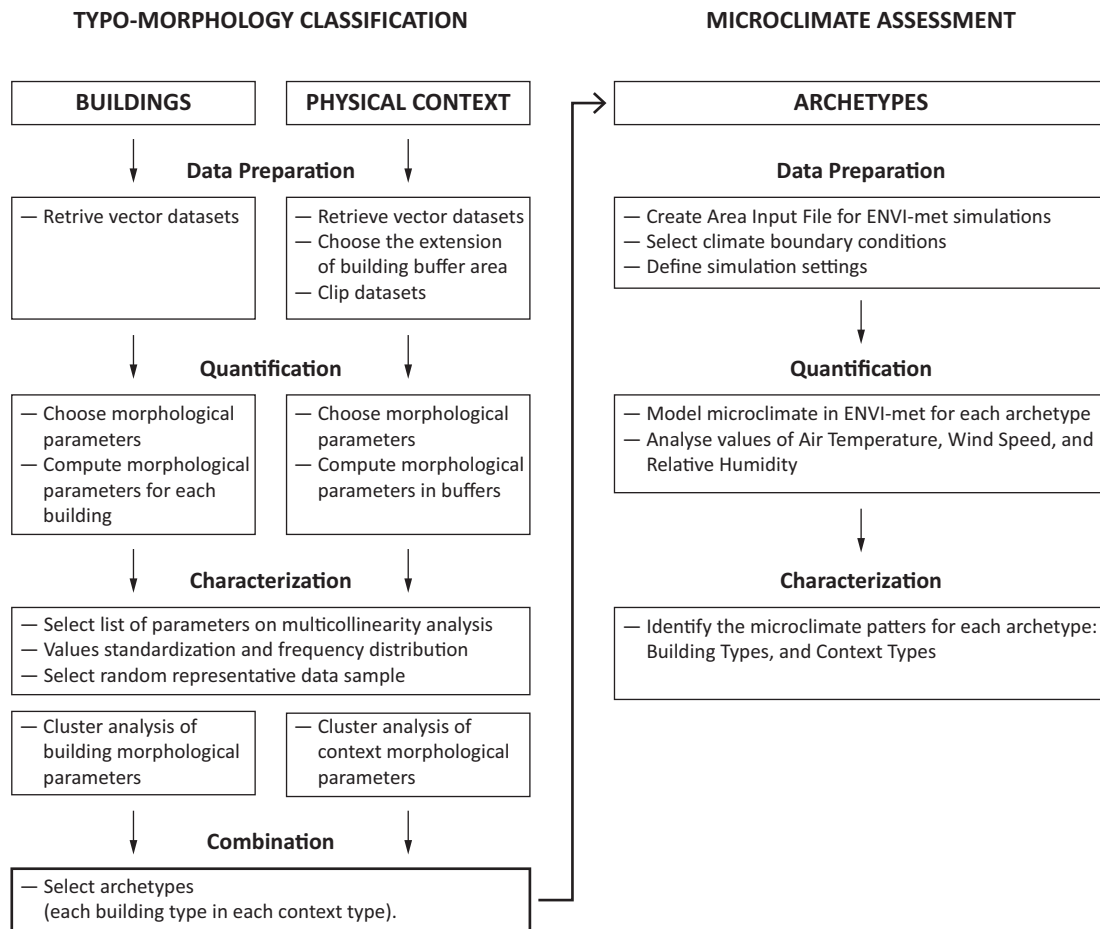 TYPO-MORPHOLOGY CLASSIFICATION
BUILDINGS
PHYSICAL CONTEXT
Data Preparation
— Retrive vector datasets
— Retrieve vector datasets
— Choose the extension
of building buffer area
— Clip datasets
Quantification
— Choose morphological
parameters
— Compute morphological
parameters for each
building
— Choose morphological
parameters
— Compute morphological
parameters in buffers
Characterization
— Select list of parameters on multicollinearity analysis
— Values standardization and frequency distribution
— Select random representative data sample
— Cluster analysis of
building morphological
parameters
— Cluster analysis of
context morphological
parameters
Combination
— Select archetypes
(each building type in each context type).
MICROCLIMATE ASSESSMENT
ARCHETYPES
Data Preparation
— Create Area Input File for ENVI-met simulations
— Select climate boundary conditions
— Define simulation settings
Quantification
— Model microclimate in ENVI-met for each archetype
— Analyse values of Air Temperature, Wind Speed, and
Relative Humidity
Characterization
— Identify the microclimate patters for each archetype:
Building Types, and Context Types